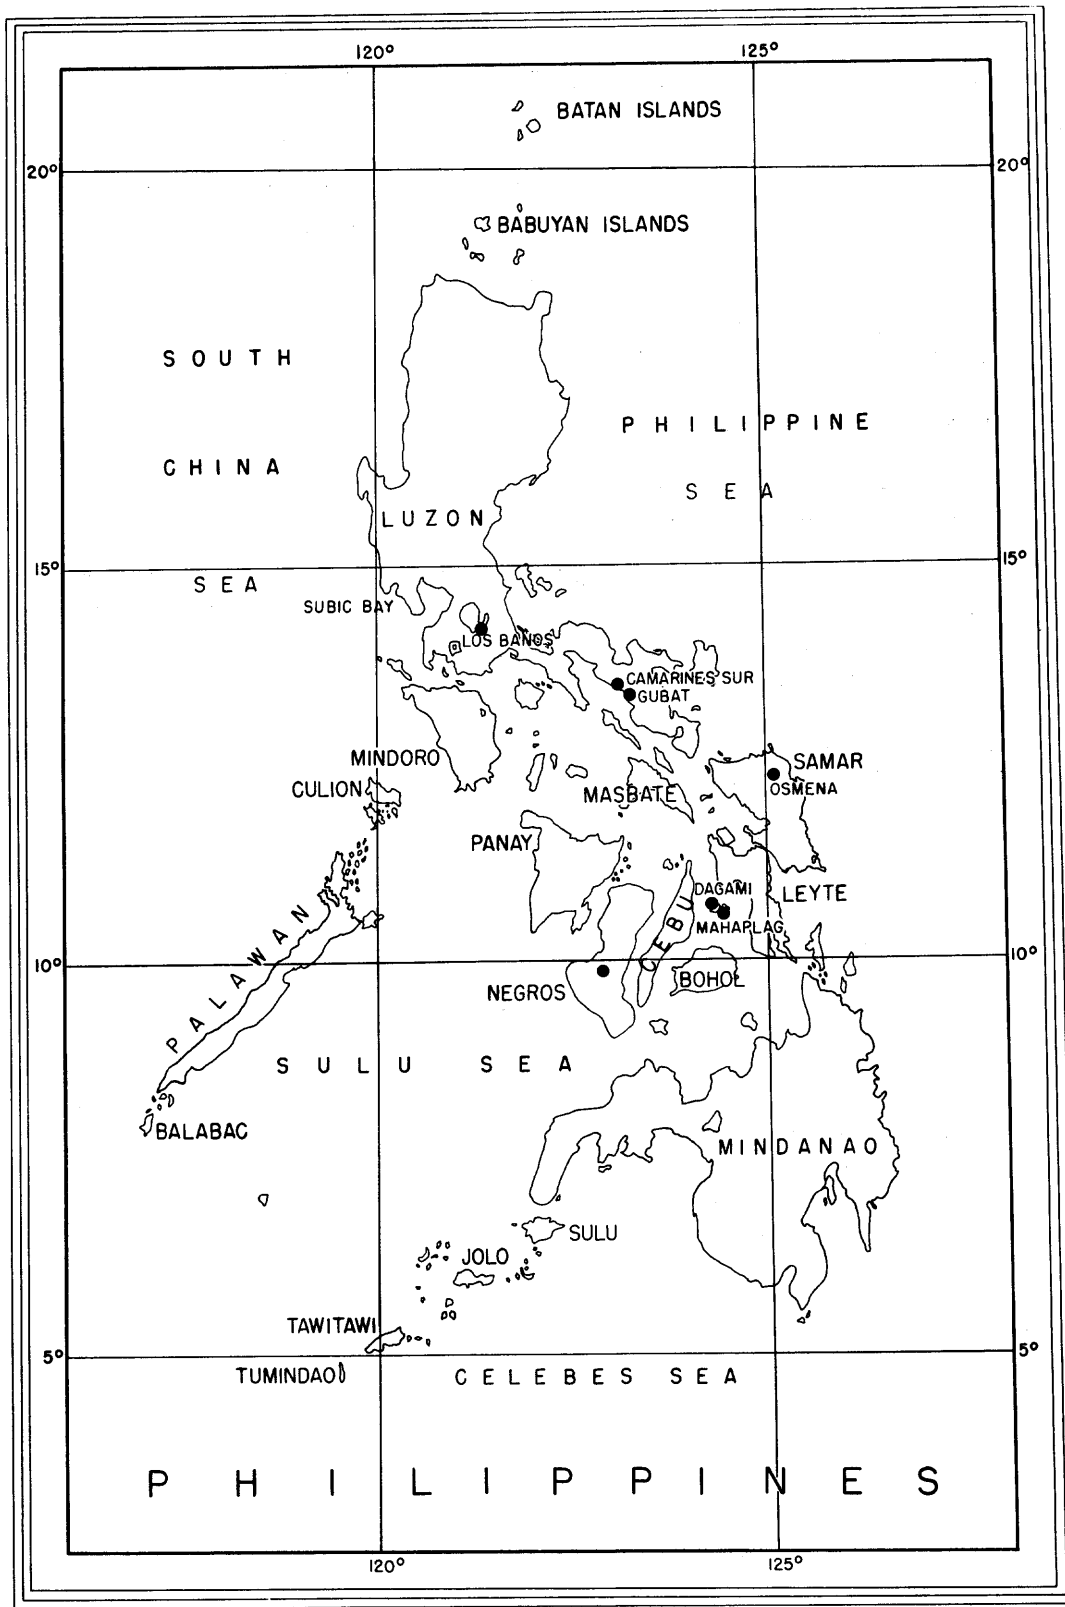 120° 125°
BATAN ISLANDS
20° 20°
BABUYAN ISLANDS
SOUTH
PHILIPPINE
CHINA
SEA
LUZON
15° 15°
SEA
SUBIC BAY
LOS BAÑOS
CAMARINES SUR
GUBAT
MINDORO
SAMAR
CULION
OSMENA
MASBATE
PANAY
DAGAMI
LEYTE
MAHAPLAG
CEBU
PALAWAN
10° 10°
BOHOL
NEGROS
SULU SEA
BALABAC
MINDANAO
SULU
JOLO
TAWITAWI
5° 5°
TUMINDAO
CELEBES SEA
PHILIPPINES
120° 125°